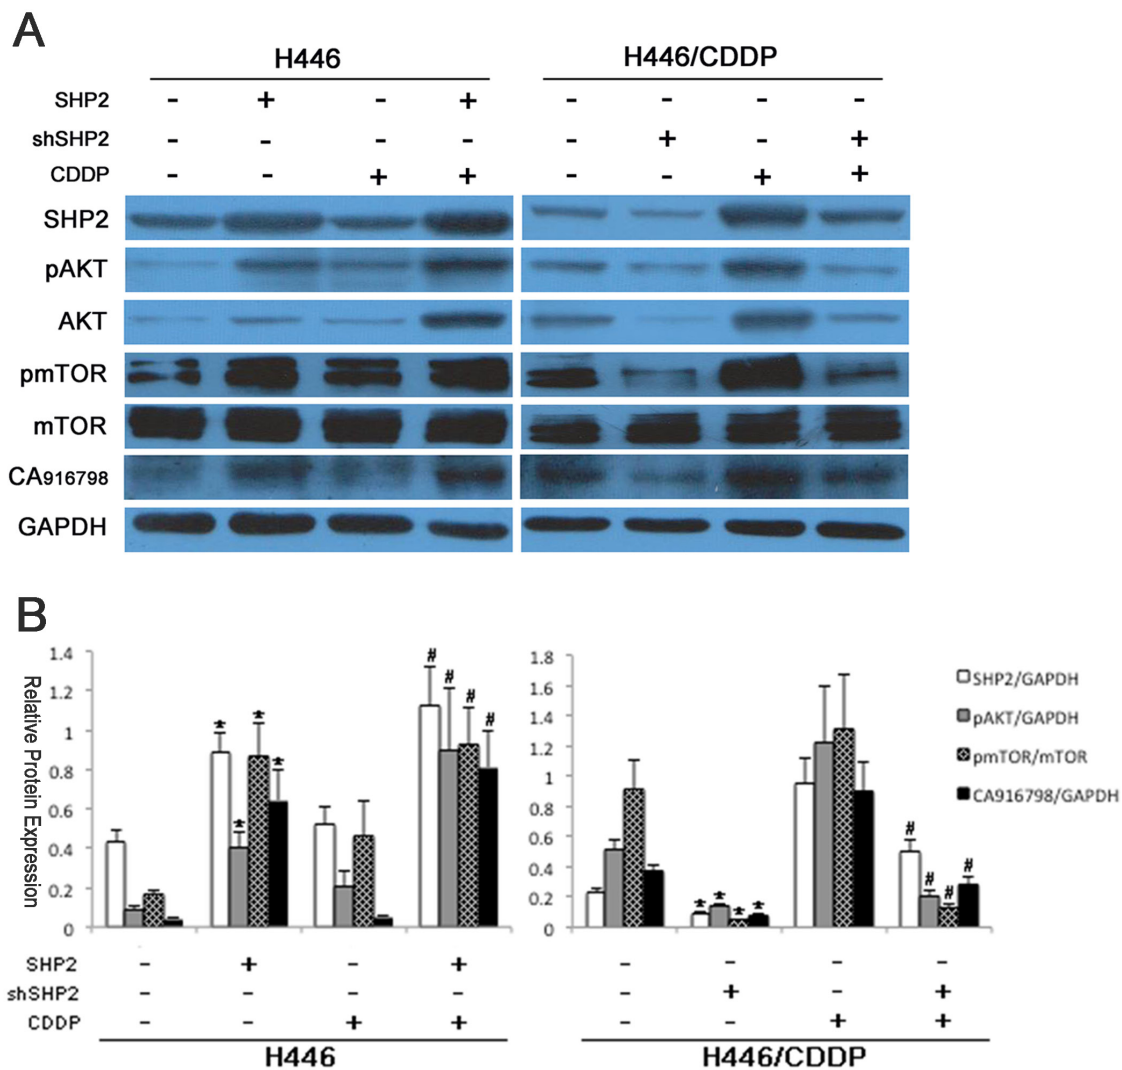 A
H446 H446/CDDP
SHP2 - + - + - - - -
shSHP2 - - - - - + - +
CDDP - - + + - - + +
SHP2
pAKT
AKT
pmTOR
mTOR
CA916798
GAPDH
B
Relative Protein Expression
1.4
1.2
1
0.8
0.6
0.4
0.2
0
* * * *
# # # #
1.8
1.6
1.4
1.2
1
0.8
0.6
0.4
0.2
0
* * * *
# # # #
SHP2/GAPDH
pAKT/GAPDH
pmTOR/mTOR
CA916798/GAPDH
SHP2 - + - + - - - -
shSHP2 - - - - - + - +
CDDP - - + + - - + +
H446 H446/CDDP